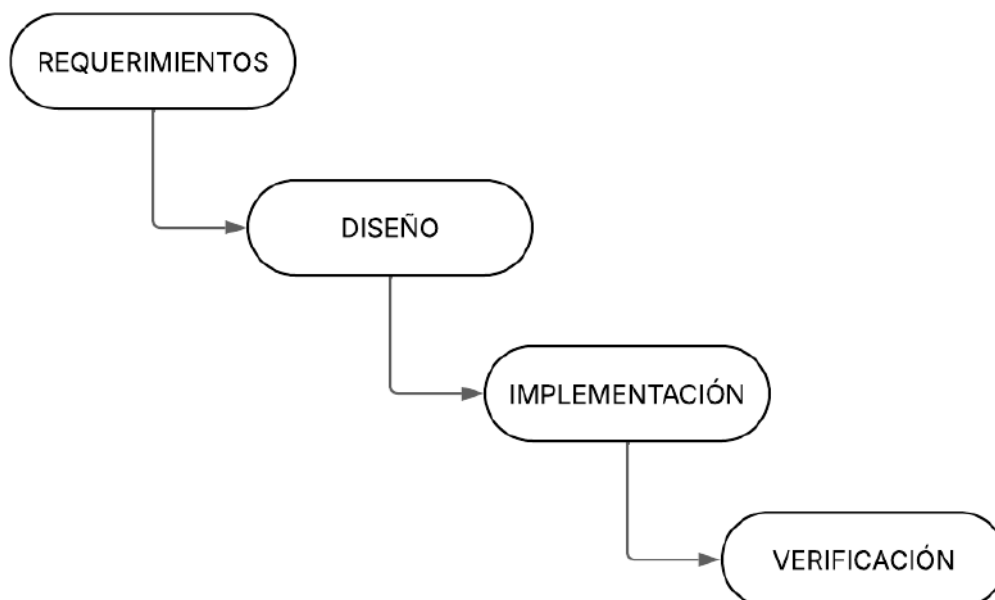 REQUERIMIENTOS
DISEÑO
IMPLEMENTACIÓN
VERIFICACIÓN